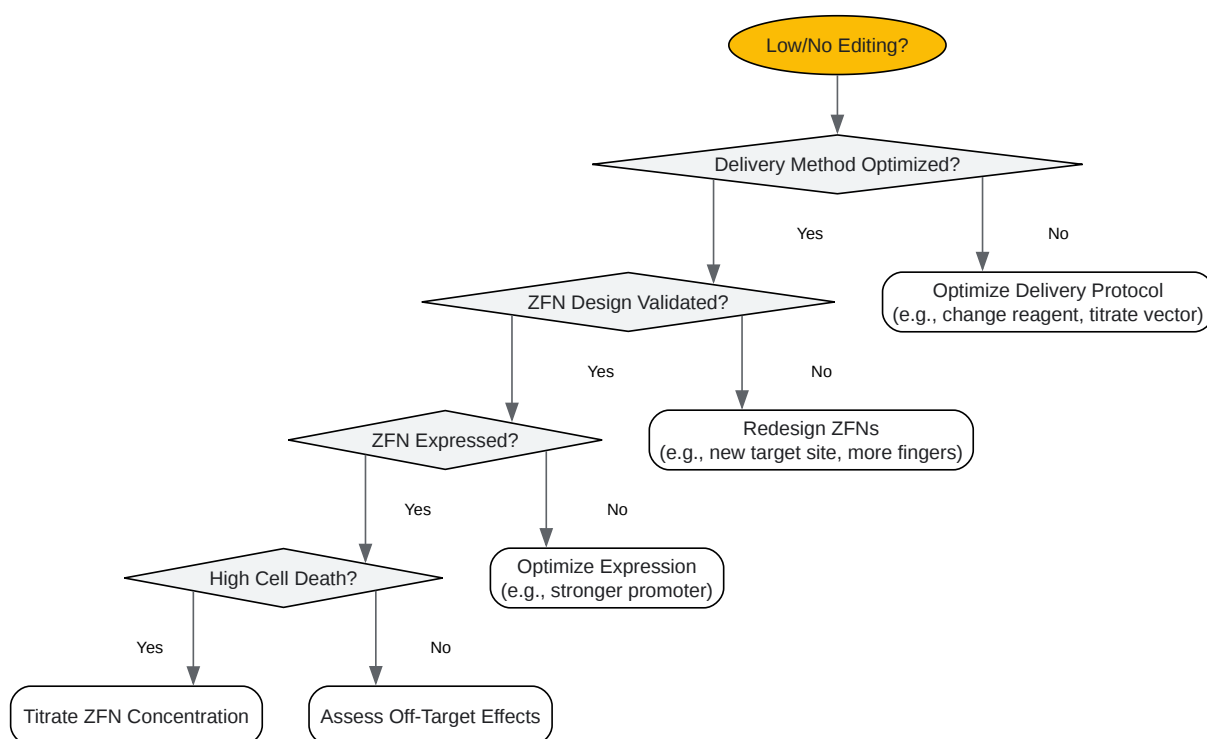 Low/No Editing?
Delivery Method Optimized?
Yes
No
ZFN Design Validated?
Optimize Delivery Protocol
(e.g., change reagent, titrate vector)
Yes
No
ZFN Expressed?
Redesign ZFNs
(e.g., new target site, more fingers)
Yes
No
High Cell Death?
Optimize Expression
(e.g., stronger promoter)
Yes
No
Titrate ZFN Concentration
Assess Off-Target Effects